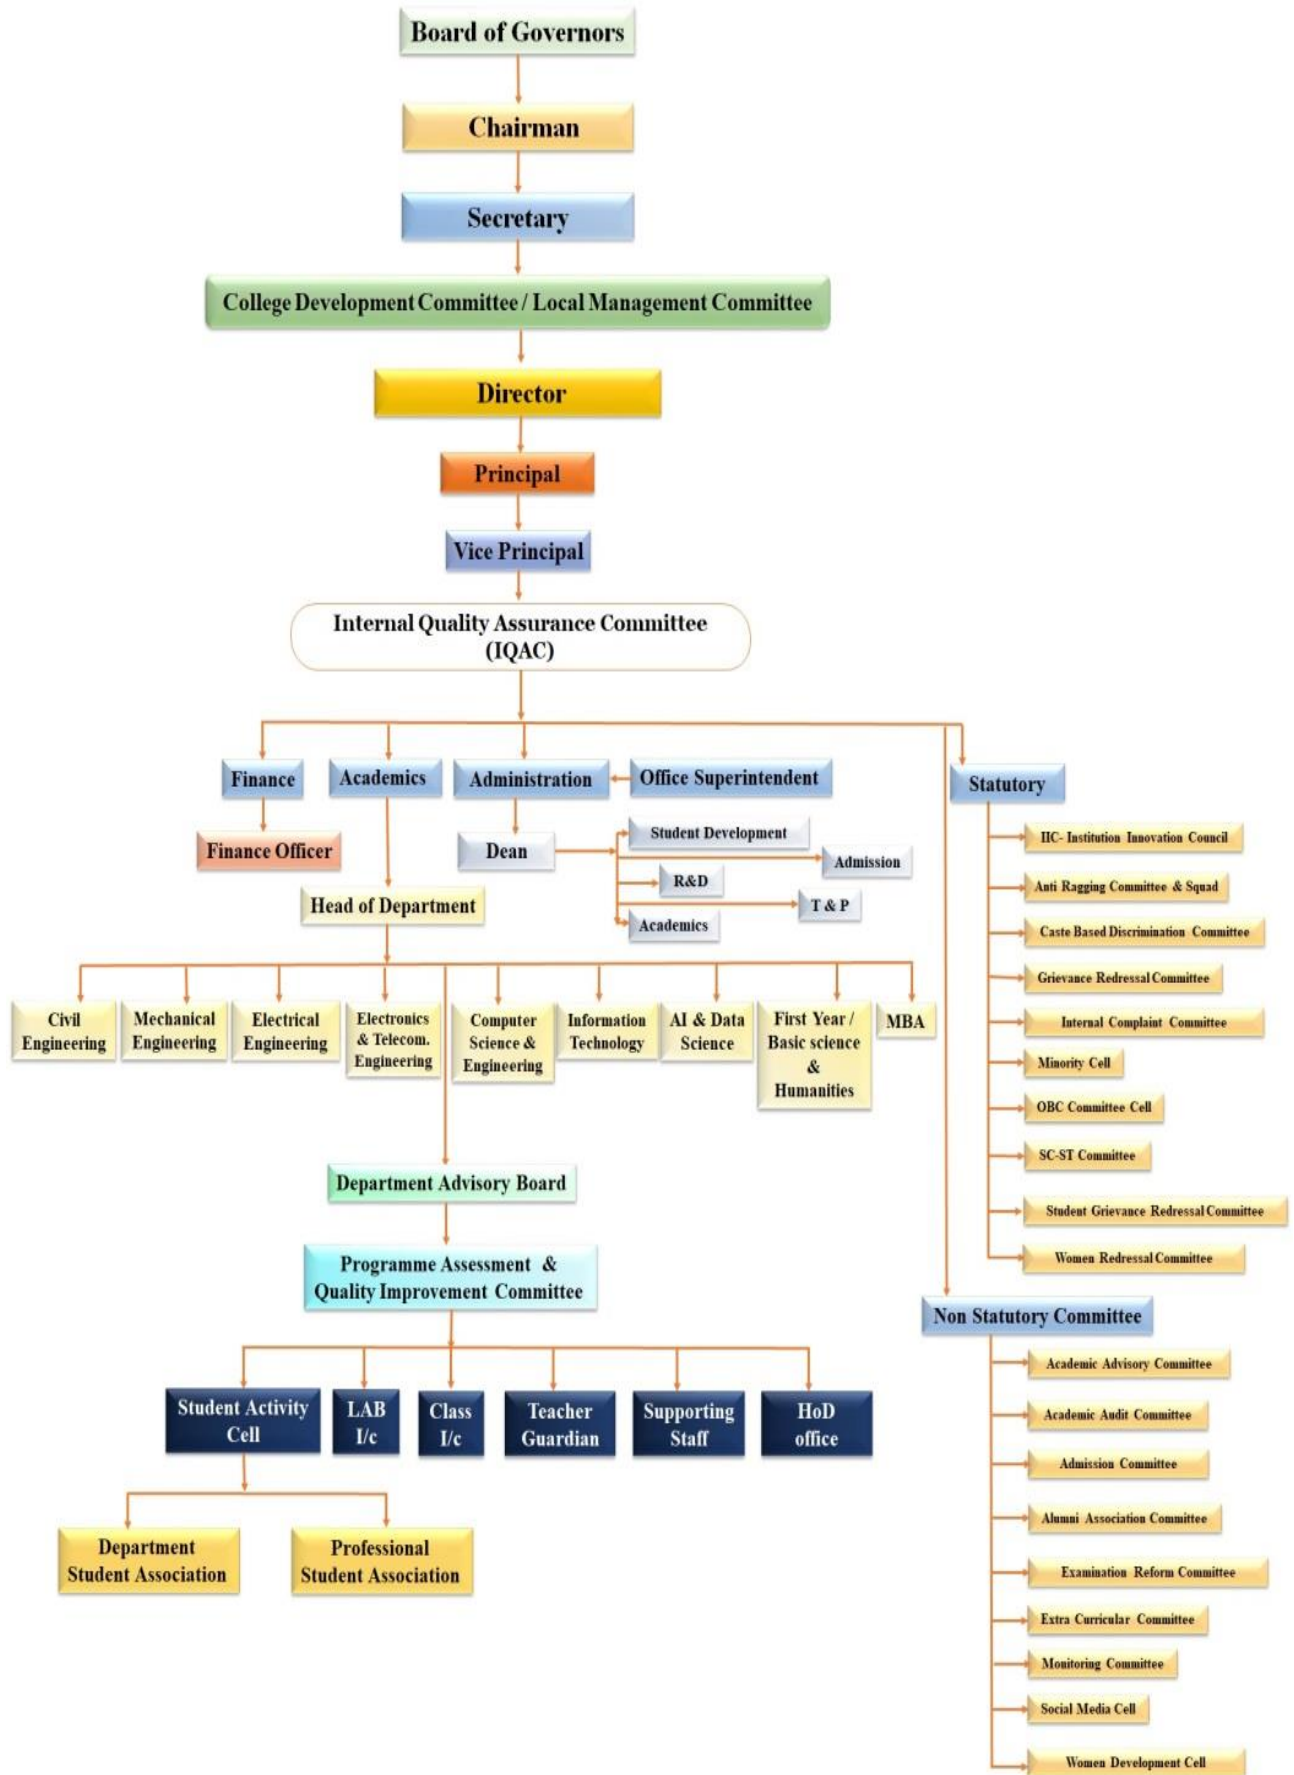 Board of Governors
Chairman
Secretary
College Development Committee / Local Management Committee
Director
Principal
Vice Principal
Internal Quality Assurance Committee
(IQAC)
Finance
Academics
Administration
Office Superintendent
Statutory
Finance Officer
Dean
Student Development
Admission
R&D
T & P
Academics
Head of Department
Civil
Engineering
Mechanical
Engineering
Electrical
Engineering
Electronics
& Telecom.
Engineering
Computer
Science &
Engineering
Information
Technology
AI & Data
Science
First Year /
Basic science
&
Humanities
MBA
IIC- Institution Innovation Council
Anti Ragging Committee & Squad
Caste Based Discrimination Committee
Grievance Redressal Committee
Internal Complaint Committee
Minority Cell
OBC Committee Cell
SC-ST Committee
Student Grievance Redressal Committee
Women Redressal Committee
Department Advisory Board
Programme Assessment &
Quality Improvement Committee
Student Activity
Cell
LAB
I/c
Class
I/c
Teacher
Guardian
Supporting
Staff
HoD
office
Department
Student Association
Professional
Student Association
Non Statutory Committee
Academic Advisory Committee
Academic Audit Committee
Admission Committee
Alumni Association Committee
Examination Reform Committee
Extra Curricular Committee
Monitoring Committee
Social Media Cell
Women Development Cell